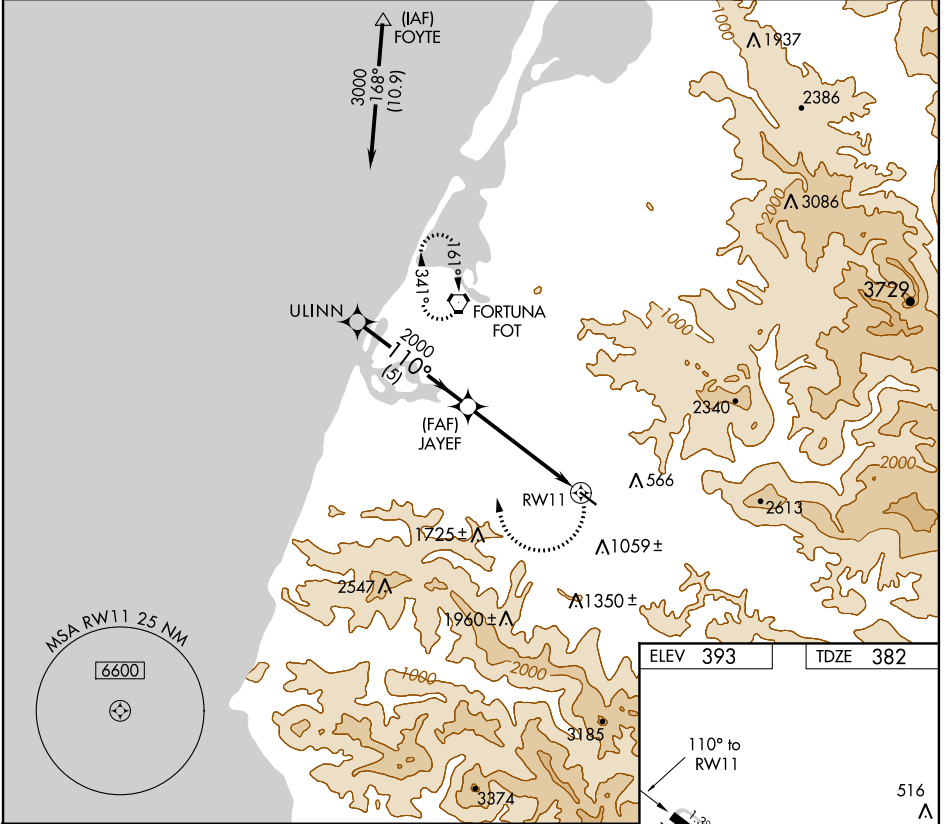 (IAF)
FOYTE
3000
168°
(10.9)
1000
1937
2386
2000
3086
3729
161°
341°
FORTUNA
FOT
ULINN
2000
110°
(5)
1000
(FAF)
JAYEF
2340
2000
566
RW11
2613
1725±
1059±
2547
1350±
1960±
MSA RW11 25 NM
6600
1000
2000
3185
3374
ELEV 393
TDZE 382
110° to
RW11
516